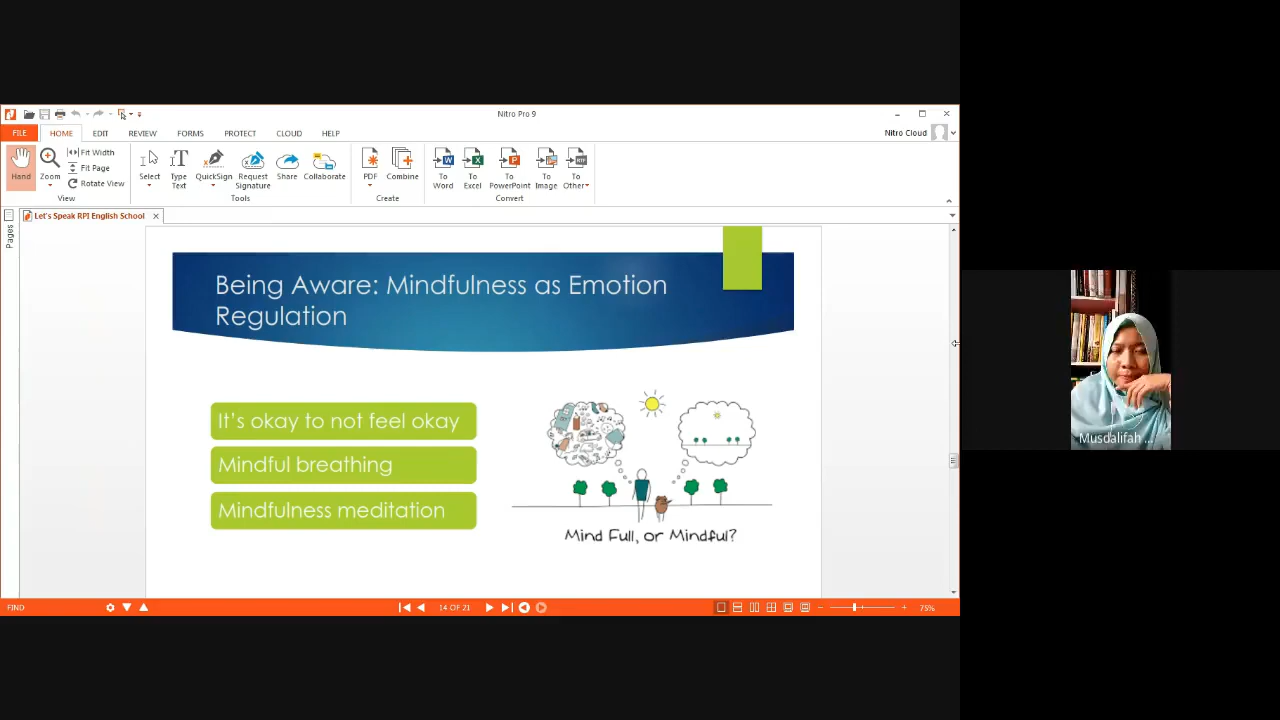 Nitro Pro 9
FILE HOME EDIT REVIEW FORMS PROTECT CLOUD HELP
Nitro Cloud
Hand
Zoom
Fit Width
Fit Page
Rotate View
View
Select
Type Text
QuickSign
Request Signature
Share
Collaborate
Tools
PDF
Combine
Create
To Word
To Excel
To PowerPoint
To Image
To Other
Convert
Pages
Let's Speak RPI English School
Being Aware: Mindfulness as Emotion
Regulation
It's okay to not feel okay
Mindful breathing
Mindfulness meditation
Mind Full, or Mindful?
Musdalifah ...
FIND
14 OF 21
75%